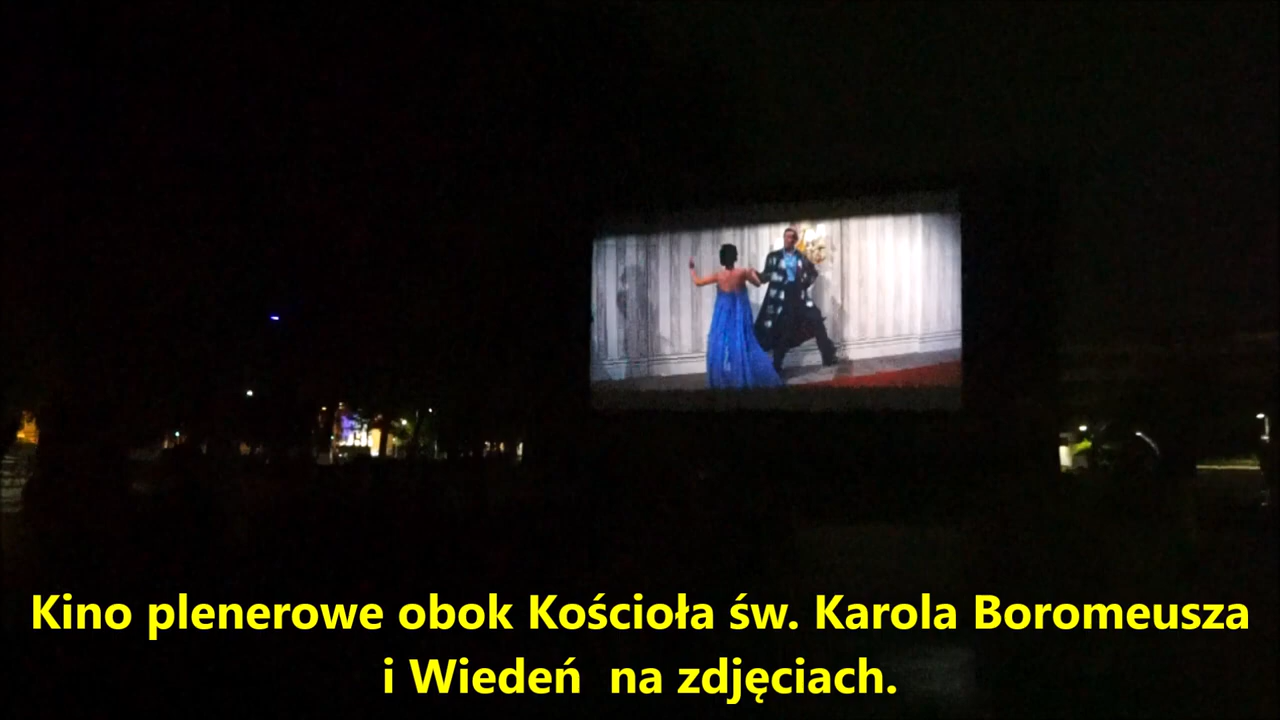 Kino plenerowe obok Kościoła św. Karola Boromeusza
i Wiedeń  na zdjęciach.